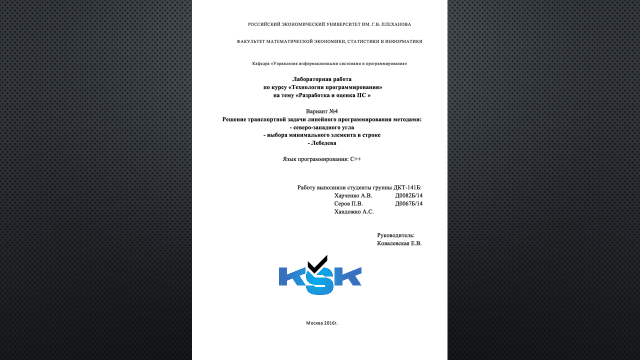 РОССИЙСКИЙ ЭКОНОМИЧЕСКИЙ УНИВЕРСИТЕТ ИМ. Г.В. ПЛЕХАНОВА
ФАКУЛЬТЕТ МАТЕМАТИЧЕСКОЙ ЭКОНОМИКИ, СТАТИСТИКИ И ИНФОРМАТИКИ
Кафедра «Управления информационными системами и программирования»
Лабораторная работа
по курсу «Технологии программирования»
на тему «Разработка и оценка ПС »
Вариант №4
Решение транспортной задачи линейного программирования методами:
- северо-западного угла
- выбора минимального элемента в строке
- Лебедева
Язык программирования: C++
Работу выполнили студенты группы ДКТ-141Б:
Харченко А.В. Д0082Б/14
Серов П.В. Д0067Б/14
Хандожко А.С.
Руководитель:
Ковалевская Е.В.
KSK
Москва 2016г.